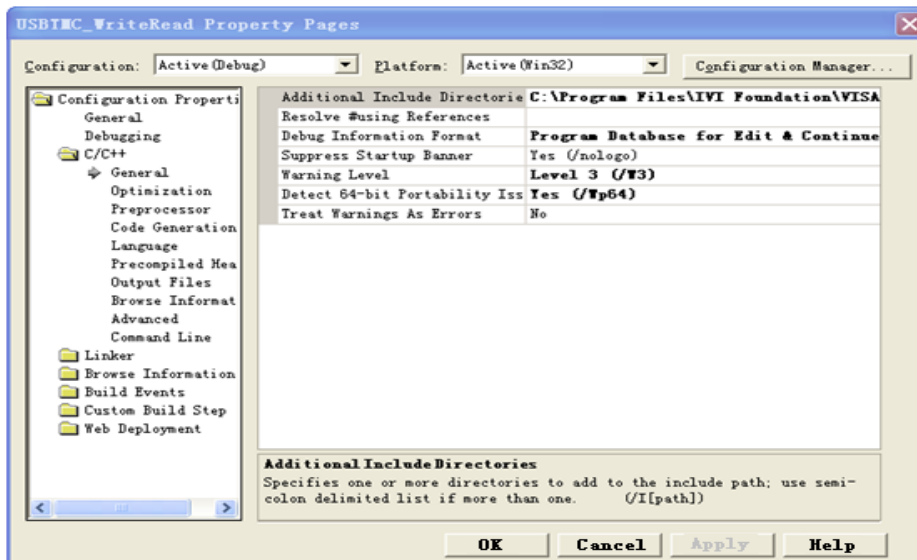 USBTMC_WriteRead Property Pages
Configuration: Active(Debug) Platform: Active(Win32) Configuration Manager...
Configuration Properti
General
Debugging
C/C++
General
Optimization
Preprocessor
Code Generation
Language
Precompiled Hea
Output Files
Browse Informat
Advanced
Command Line
Linker
Browse Information
Build Events
Custom Build Step
Web Deployment
Additional Include Directorie C:\Program Files\IVI Foundation\VISA
Resolve #using References
Debug Information Format Program Database for Edit & Continue
Suppress Startup Banner Yes (/nologo)
Warning Level Level 3 (/W3)
Detect 64-bit Portability Iss Yes (/Wp64)
Treat Warnings As Errors No
Additional Include Directories
Specifies one or more directories to add to the include path; use semi-
colon delimited list if more than one. (/I[path])
OK Cancel Apply Help